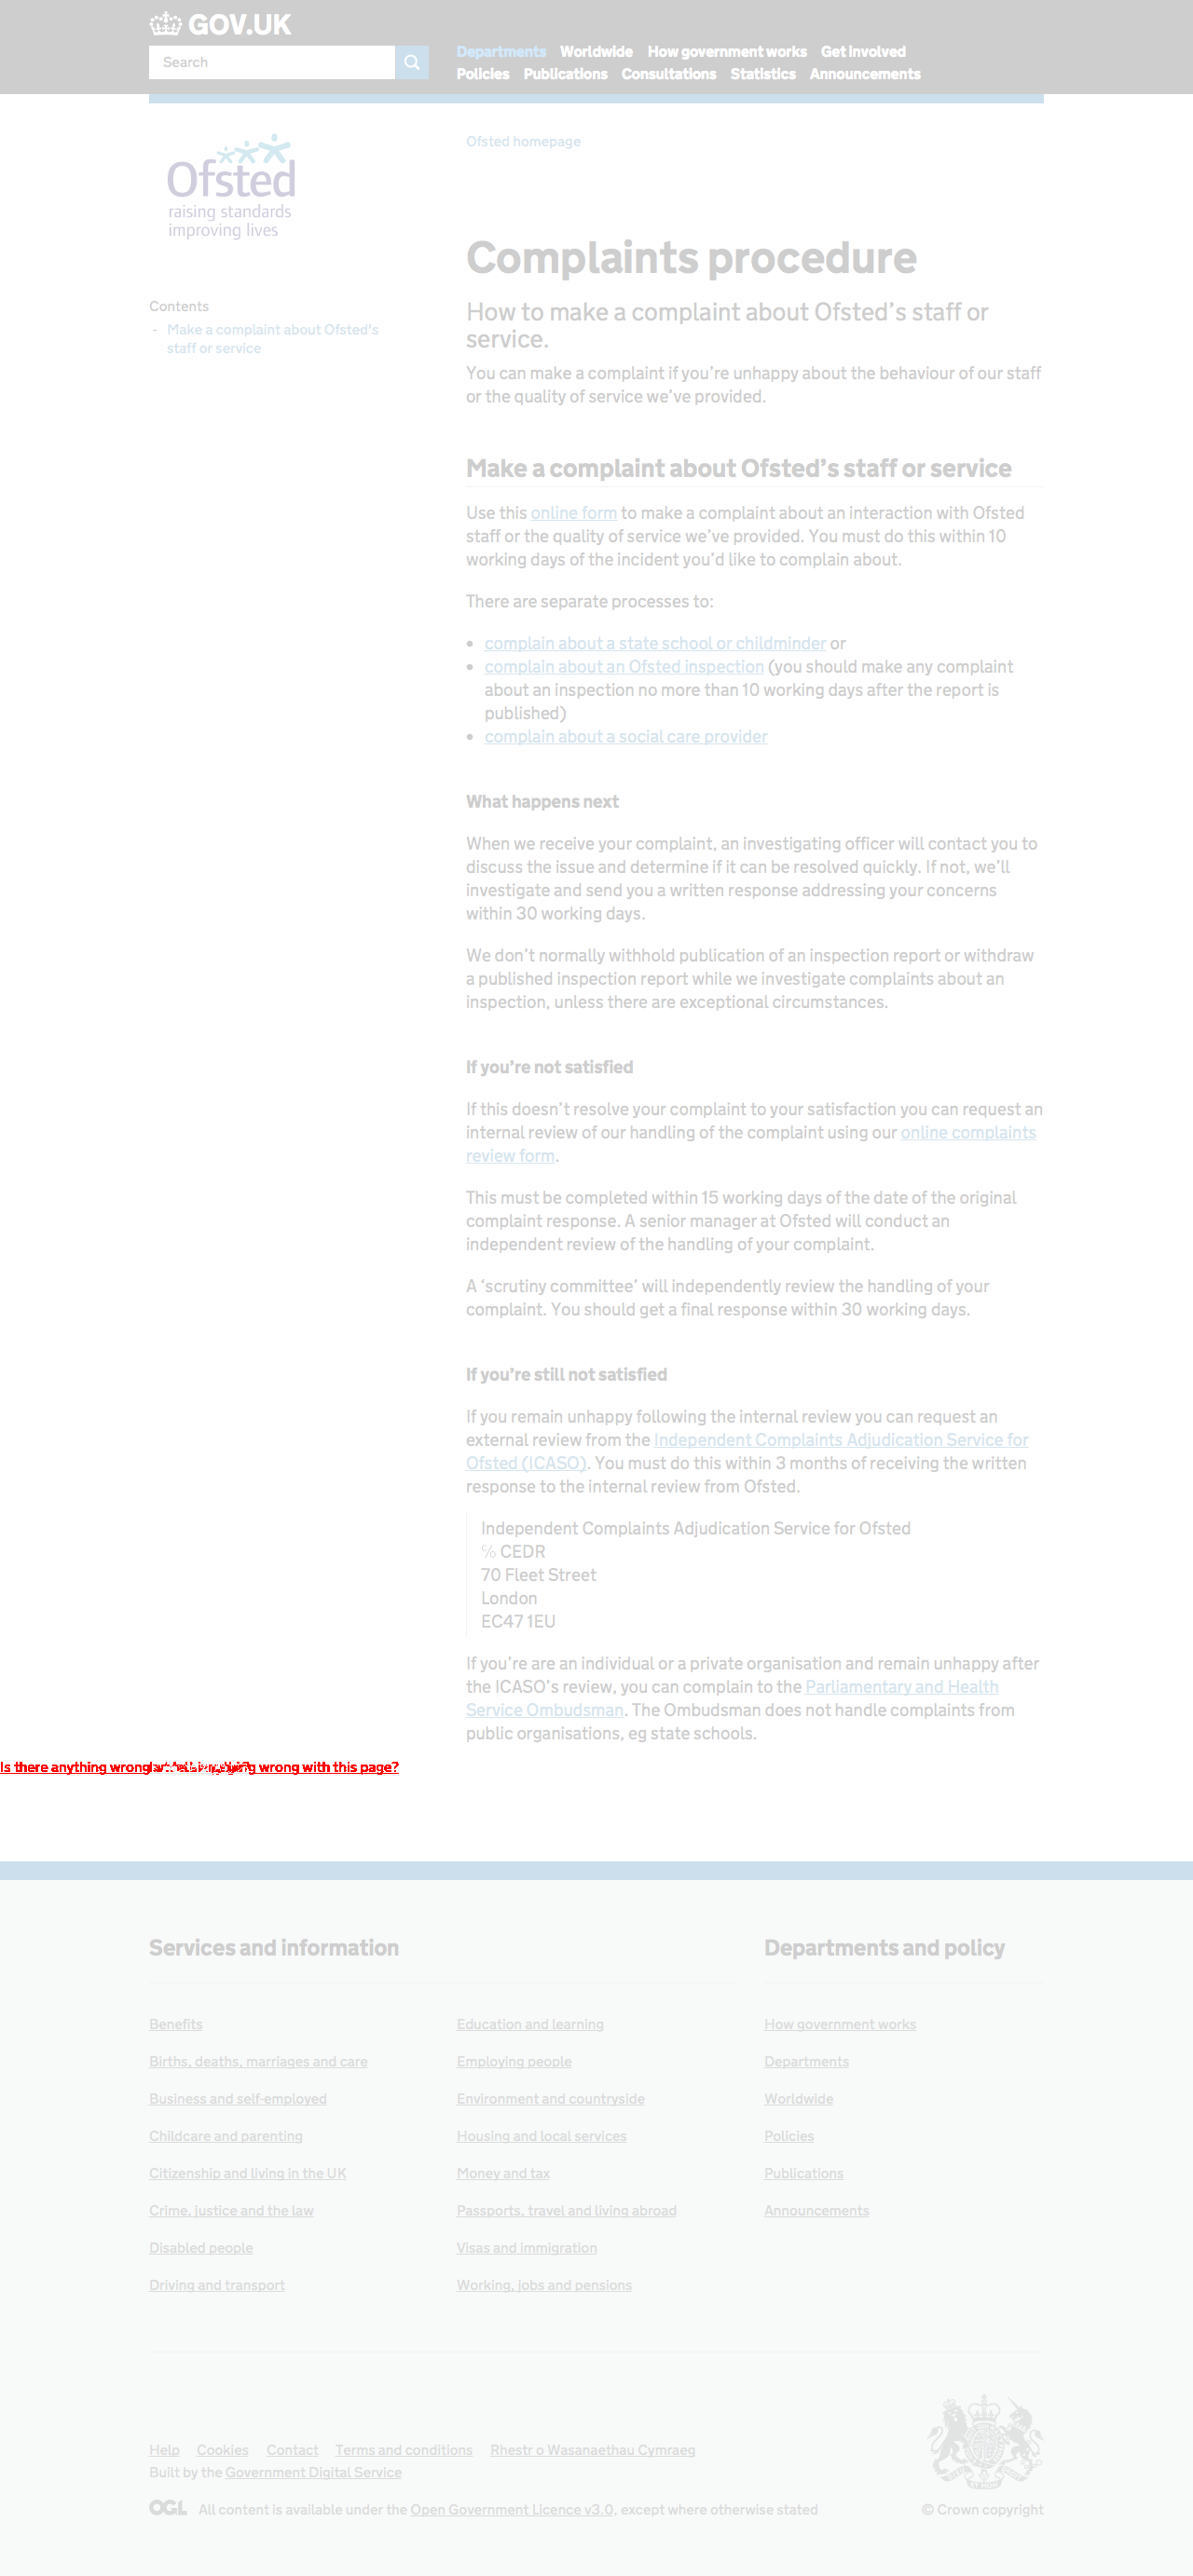 GOV.UK
Search
Departments Worldwide How government works Get involved
Policies Publications Consultations Statistics Announcements
Ofsted
raising standards
improving lives
Ofsted homepage
Complaints procedure
Contents
- Make a complaint about Ofsted's
staff or service
How to make a complaint about Ofsted’s staff or
service.
You can make a complaint if you’re unhappy about the behaviour of our staff
or the quality of service we’ve provided.
Make a complaint about Ofsted’s staff or service
Use this online form to make a complaint about an interaction with Ofsted
staff or the quality of service we’ve provided. You must do this within 10
working days of the incident you’d like to complain about.
There are separate processes to:
• complain about a state school or childminder or
• complain about an Ofsted inspection (you should make any complaint
about an inspection no more than 10 working days after the report is
published)
• complain about a social care provider
What happens next
When we receive your complaint, an investigating officer will contact you to
discuss the issue and determine if it can be resolved quickly. If not, we’ll
investigate and send you a written response addressing your concerns
within 30 working days.
We don’t normally withhold publication of an inspection report or withdraw
a published inspection report while we investigate complaints about an
inspection, unless there are exceptional circumstances.
If you’re not satisfied
If this doesn’t resolve your complaint to your satisfaction you can request an
internal review of our handling of the complaint using our online complaints
review form.
This must be completed within 15 working days of the date of the original
complaint response. A senior manager at Ofsted will conduct an
independent review of the handling of your complaint.
A ‘scrutiny committee’ will independently review the handling of your
complaint. You should get a final response within 30 working days.
If you’re still not satisfied
If you remain unhappy following the internal review you can request an
external review from the Independent Complaints Adjudication Service for
Ofsted (ICASO). You must do this within 3 months of receiving the written
response to the internal review from Ofsted.
Independent Complaints Adjudication Service for Ofsted
℅ CEDR
70 Fleet Street
London
EC47 1EU
If you’re are an individual or a private organisation and remain unhappy after
the ICASO’s review, you can complain to the Parliamentary and Health
Service Ombudsman. The Ombudsman does not handle complaints from
public organisations, eg state schools.
Is there anything wrong wrong with this page?
Services and information
Departments and policy
Benefits
Births, deaths, marriages and care
Business and self-employed
Childcare and parenting
Citizenship and living in the UK
Crime, justice and the law
Disabled people
Driving and transport
Education and learning
Employing people
Environment and countryside
Housing and local services
Money and tax
Passports, travel and living abroad
Visas and immigration
Working, jobs and pensions
How government works
Departments
Worldwide
Policies
Publications
Announcements
Help Cookies Contact Terms and conditions Rhestr o Wasanaethau Cymraeg
Built by the Government Digital Service
OGL All content is available under the Open Government Licence v3.0, except where otherwise stated
© Crown copyright